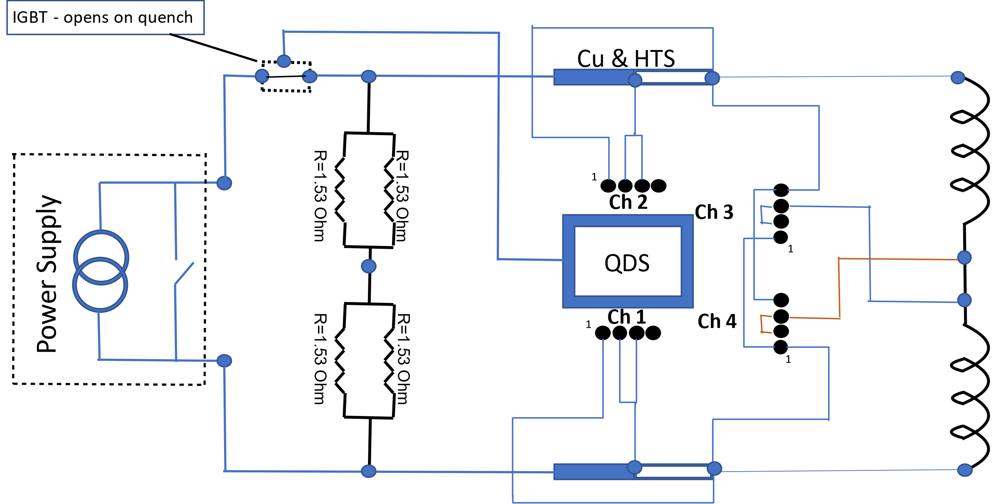 IGBT - opens on quench
Cu & HTS
R=1.53 Ohm
R=1.53 Ohm
1
Ch 2
Ch 3
1
Power Supply
QDS
Ch 1
1
Ch 4
1
R=1.53 Ohm
R=1.53 Ohm